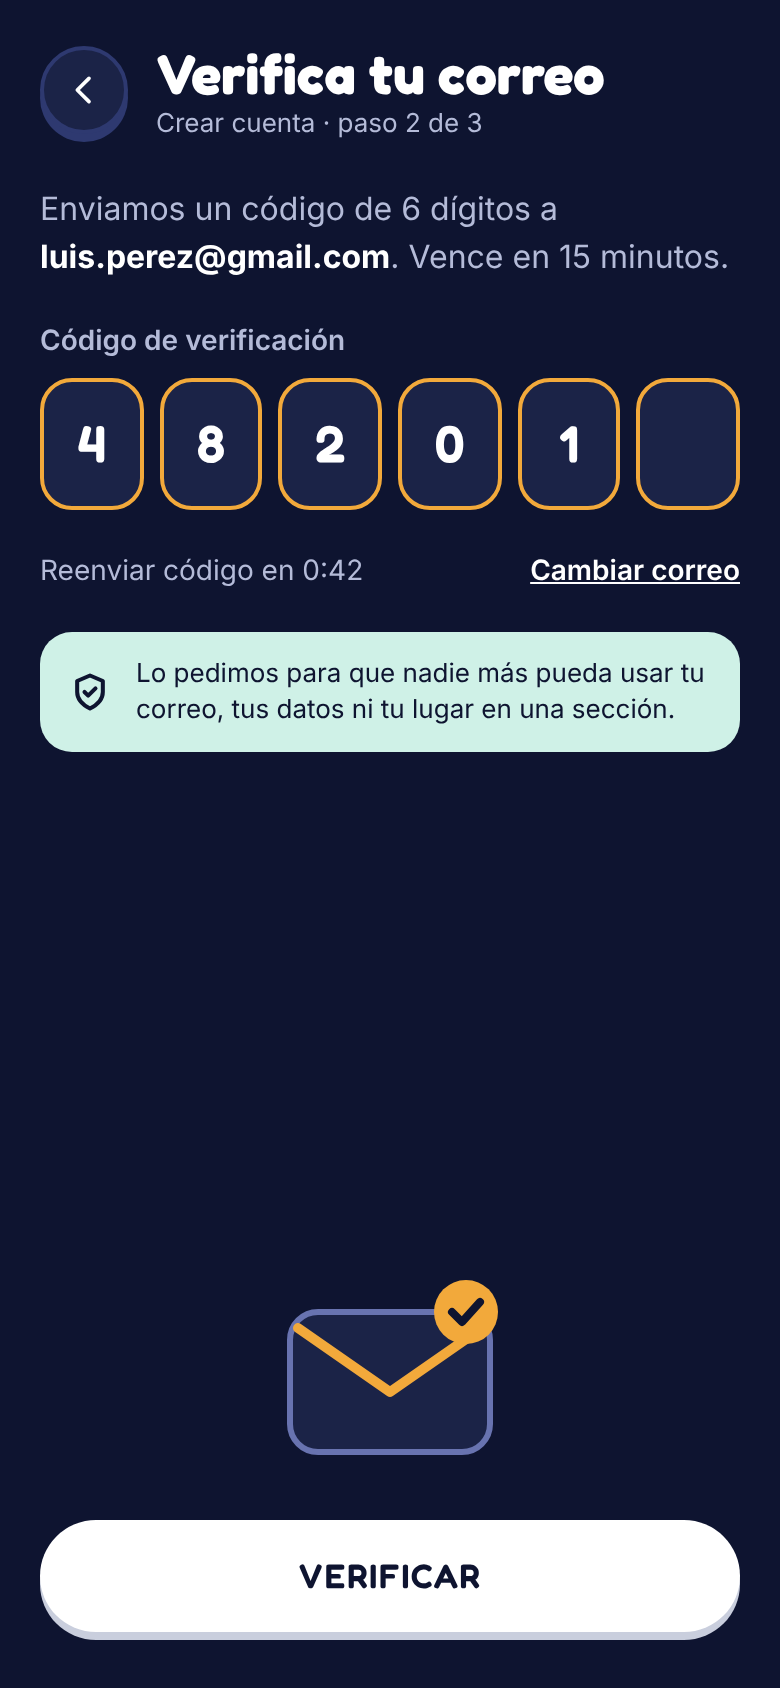 Verifica tu correo
Crear cuenta · paso 2 de 3
Enviamos un código de 6 dígitos a
luis.perez@gmail.com. Vence en 15 minutos.
Código de verificación
4 8 2 0 1
Reenviar código en 0:42
Cambiar correo
Lo pedimos para que nadie más pueda usar tu
correo, tus datos ni tu lugar en una sección.
VERIFICAR